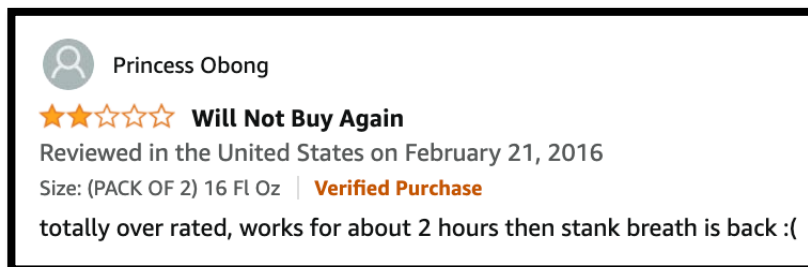 Princess Obong
Will Not Buy Again
Reviewed in the United States on February 21, 2016
Size: (PACK OF 2) 16 Fl Oz | Verified Purchase
totally over rated, works for about 2 hours then stank breath is back :(